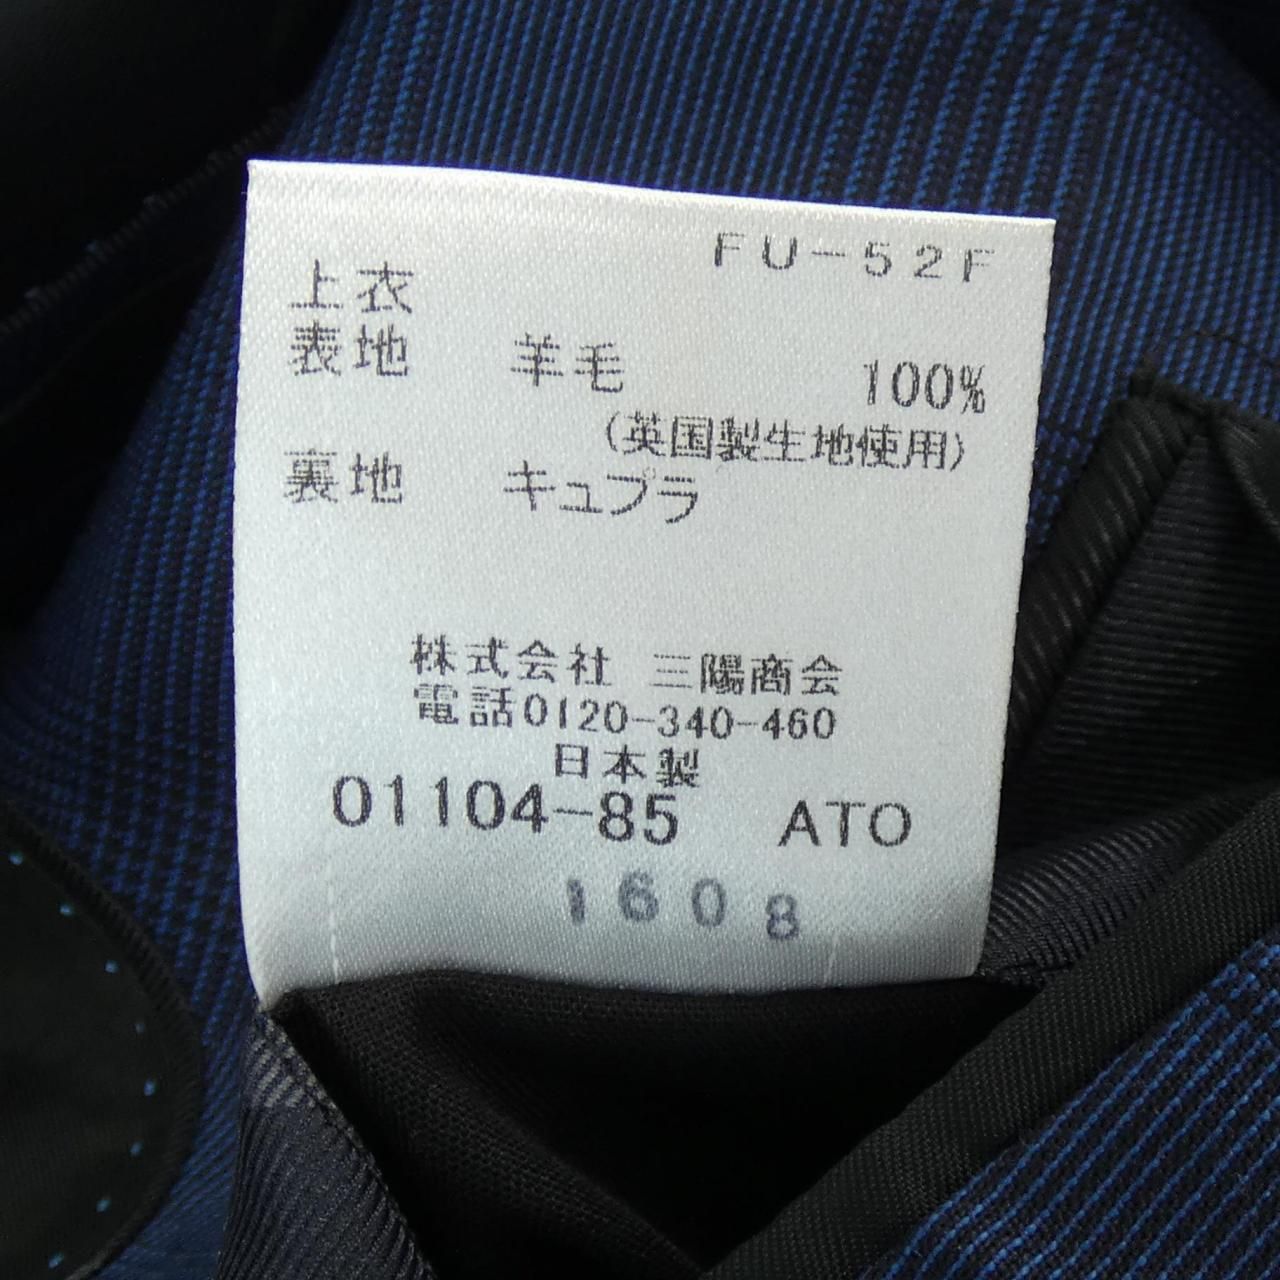 FU-52F
上衣
表地 羊毛 100%
(英国製生地使用)
裏地 キュプラ
株式会社 三陽商会
電話0120-340-460
日本製
01104-85 ATO
1608